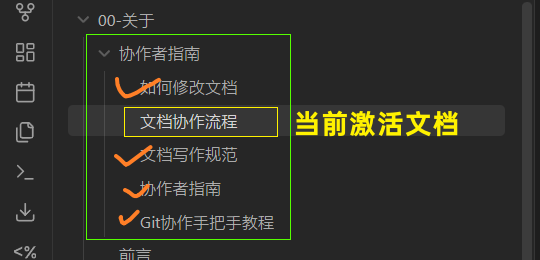 00-关于
协作者指南
如何修改文档
文档协作流程
当前激活文档
文档写作规范
协作者指南
Git协作手把手教程
前言
<%